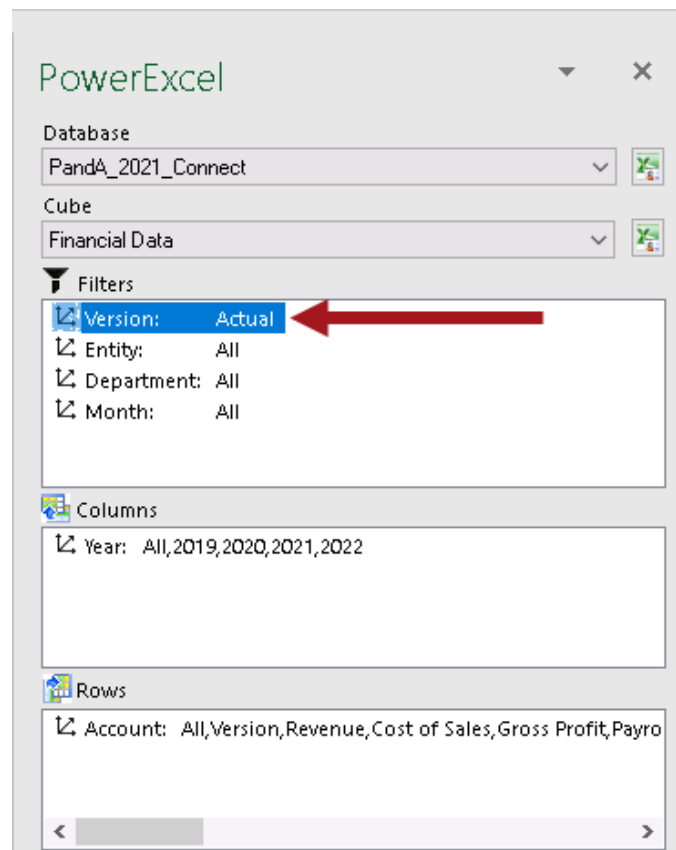 PowerExcel
Database
PandA_2021_Connect
Cube
Financial Data
Filters
Version: Actual
Entity: All
Department: All
Month: All
Columns
Year: All,2019,2020,2021,2022
Rows
Account: All,Version,Revenue,Cost of Sales,Gross Profit,Payro